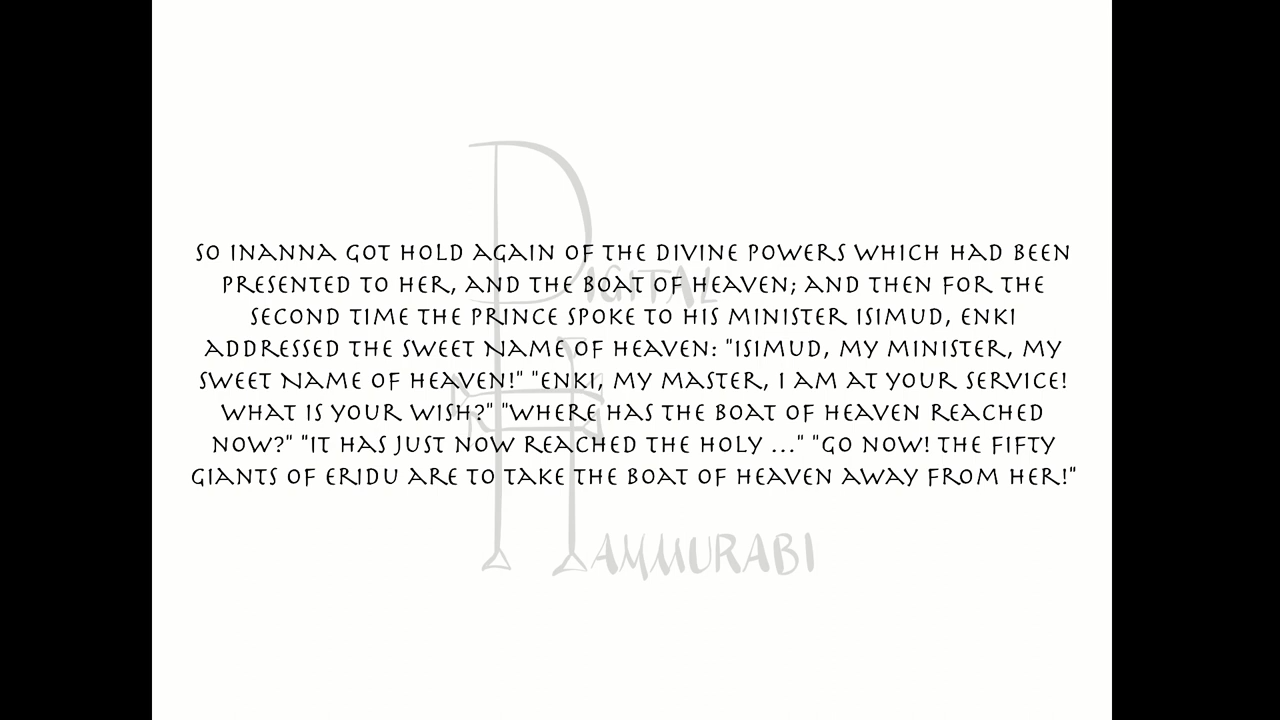 SO INANNA GOT HOLD AGAIN OF THE DIVINE POWERS WHICH HAD BEEN
PRESENTED TO HER, AND THE BOAT OF HEAVEN; AND THEN FOR THE
SECOND TIME THE PRINCE SPOKE TO HIS MINISTER ISIMUD, ENKI
ADDRESSED THE SWEET NAME OF HEAVEN: "ISIMUD, MY MINISTER, MY
SWEET NAME OF HEAVEN!" "ENKI, MY MASTER, I AM AT YOUR SERVICE!
WHAT IS YOUR WISH?" "WHERE HAS THE BOAT OF HEAVEN REACHED
NOW?" "IT HAS JUST NOW REACHED THE HOLY ..." "GO NOW! THE FIFTY
GIANTS OF ERIDU ARE TO TAKE THE BOAT OF HEAVEN AWAY FROM HER!"
DIGITAL
HAMMURABI